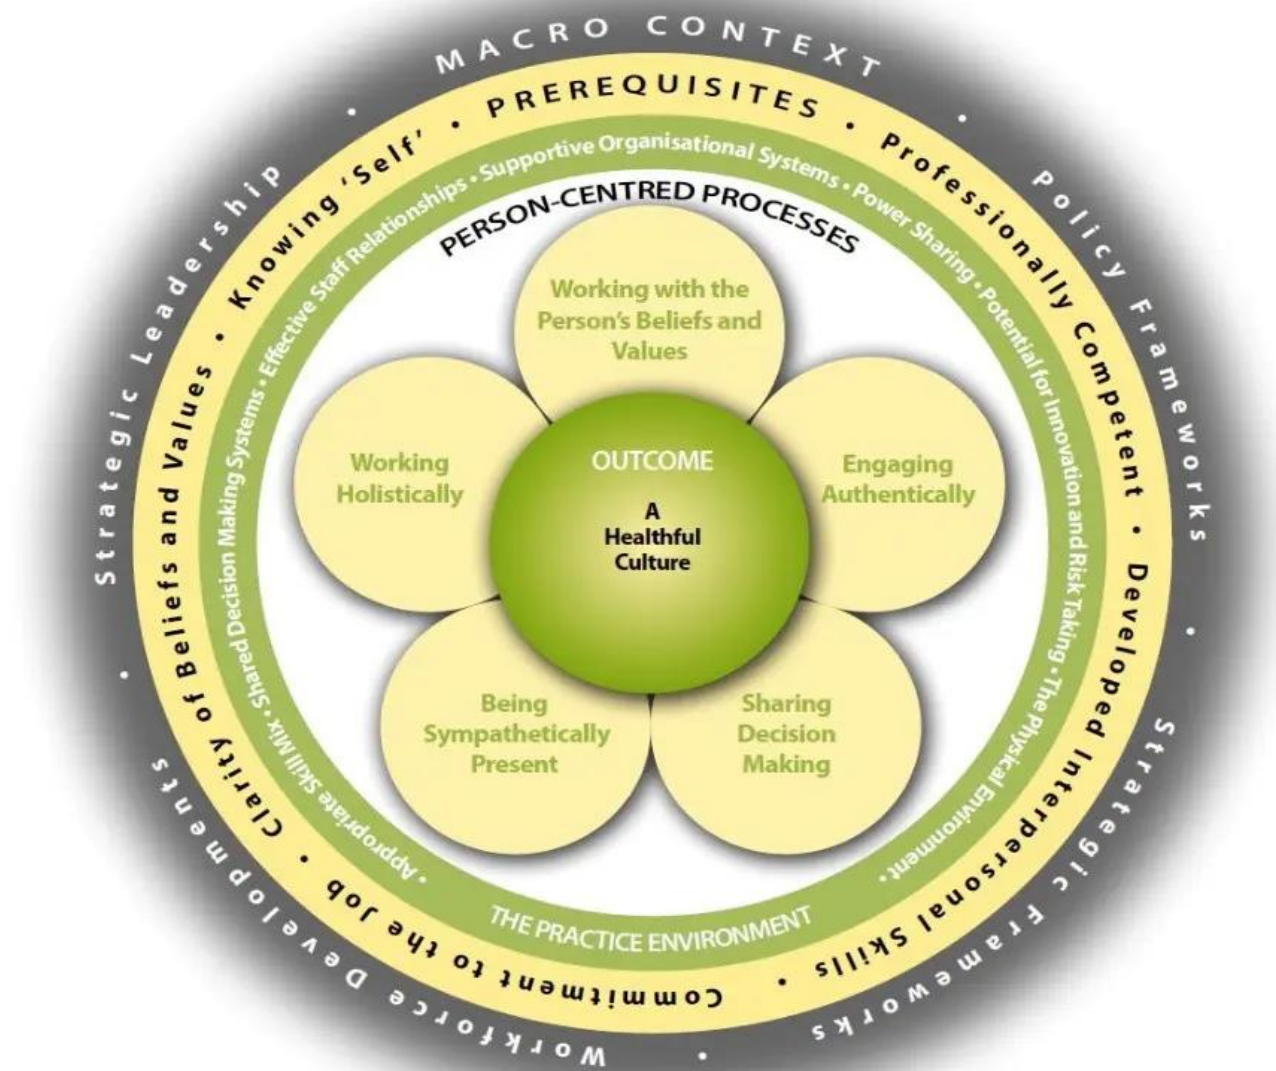 MACRO CONTEXT
Policy Frameworks
Strategic Frameworks
Workforce Developments
Strategic Leadership
PREREQUISITES
Professionally Competent
Developed Interpersonal Skills
Commitment to the Job
Clarity of Beliefs and Values
Knowing 'Self'
THE PRACTICE ENVIRONMENT
Appropriate Skill Mix
Shared Decision Making Systems
Effective Staff Relationships
Supportive Organisational Systems
Power Sharing
Potential for Innovation and Risk Taking
The Physical Environment
PERSON-CENTRED PROCESSES
Working with the
Person's Beliefs and
Values
Working
Holistically
Engaging
Authentically
Being
Sympathetically
Present
Sharing
Decision
Making
OUTCOME
A
Healthful
Culture